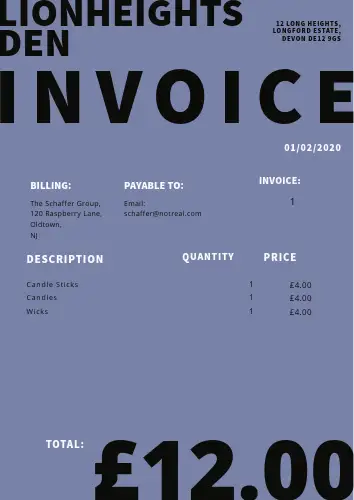 LIONHEIGHTS
DEN
12 LONG HEIGHTS,
LONGFORD ESTATE,
DEVON DE12 9GS
INVOICE
01/02/2020
BILLING:
The Schaffer Group,
120 Raspberry Lane,
Oldtown,
NJ
PAYABLE TO:
Email:
schaffer@notreal.com
INVOICE:
1
DESCRIPTION QUANTITY PRICE
Candle Sticks 1 £4.00
Candles 1 £4.00
Wicks 1 £4.00
TOTAL: £12.00